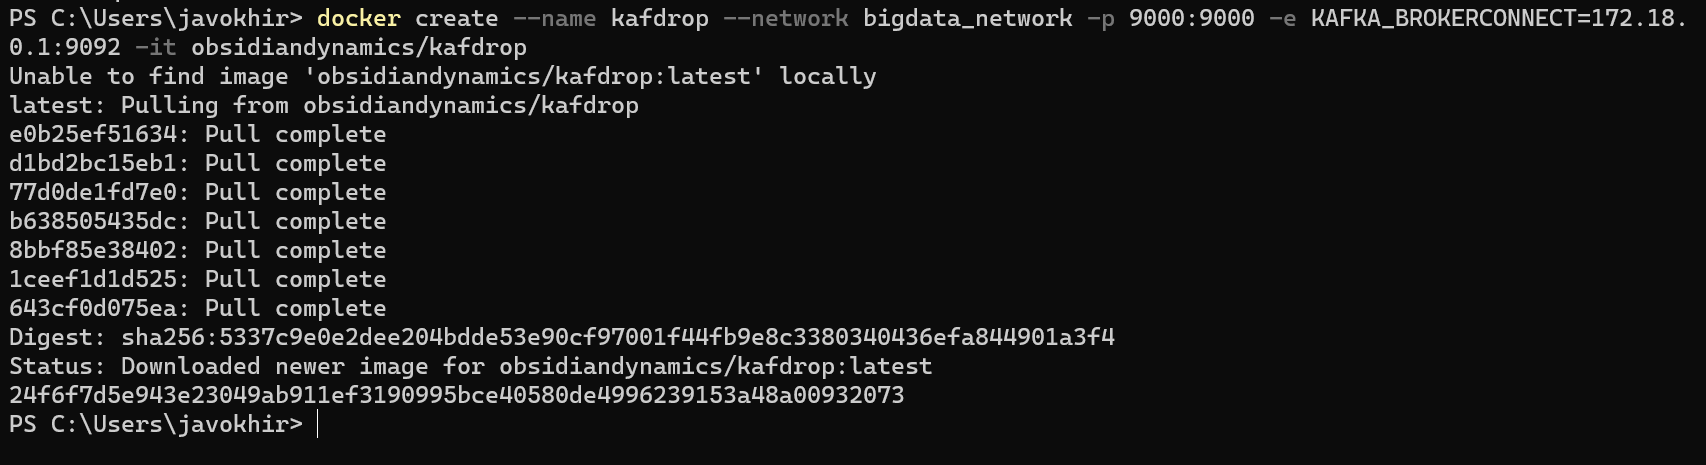 PS C:\Users\javokhir> docker create --name kafdrop --network bigdata_network -p 9000:9000 -e KAFKA_BROKERCONNECT=172.18.
0.1:9092 -it obsidiandynamics/kafdrop
Unable to find image 'obsidiandynamics/kafdrop:latest' locally
latest: Pulling from obsidiandynamics/kafdrop
e0b25ef51634: Pull complete
d1bd2bc15eb1: Pull complete
77d0de1fd7e0: Pull complete
b638505435dc: Pull complete
8bbf85e38402: Pull complete
1ceef1d1d525: Pull complete
643cf0d075ea: Pull complete
Digest: sha256:5337c9e0e2dee204bdde53e90cf97001f44fb9e8c3380340436efa844901a3f4
Status: Downloaded newer image for obsidiandynamics/kafdrop:latest
24f6f7d5e943e23049ab911ef3190995bce40580de4996239153a48a00932073
PS C:\Users\javokhir>